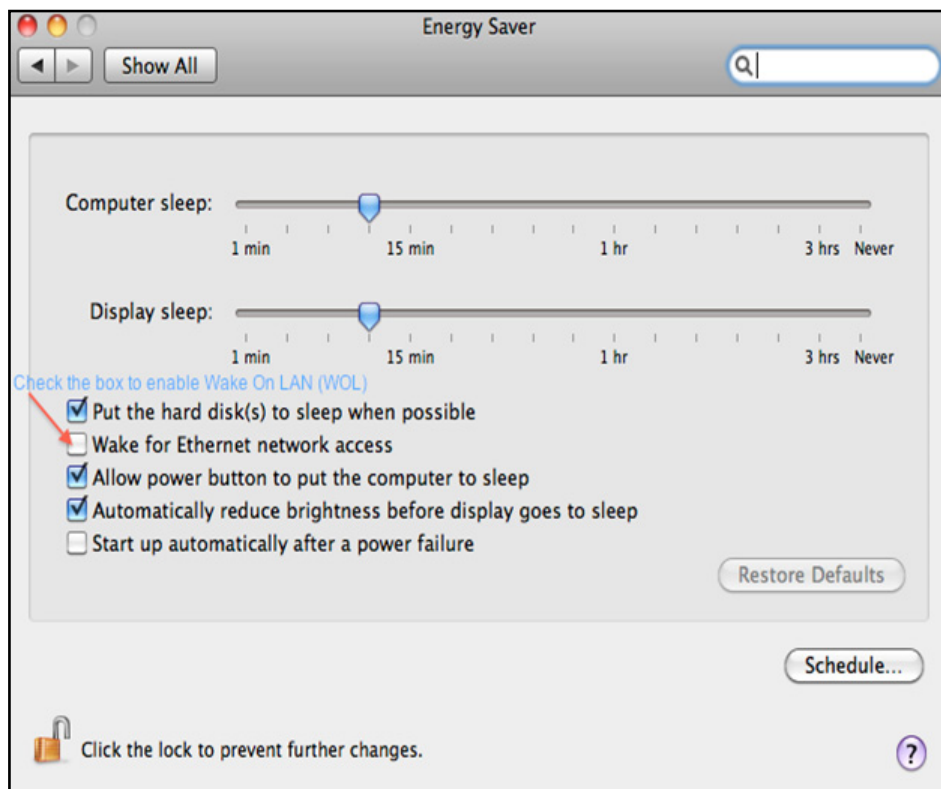 Energy Saver
Show All
Computer sleep:
1 min 15 min 1 hr 3 hrs Never
Display sleep:
1 min 15 min 1 hr 3 hrs Never
Check the box to enable Wake On LAN (WOL)
Put the hard disk(s) to sleep when possible
Wake for Ethernet network access
Allow power button to put the computer to sleep
Automatically reduce brightness before display goes to sleep
Start up automatically after a power failure
Restore Defaults
Schedule...
Click the lock to prevent further changes.
?